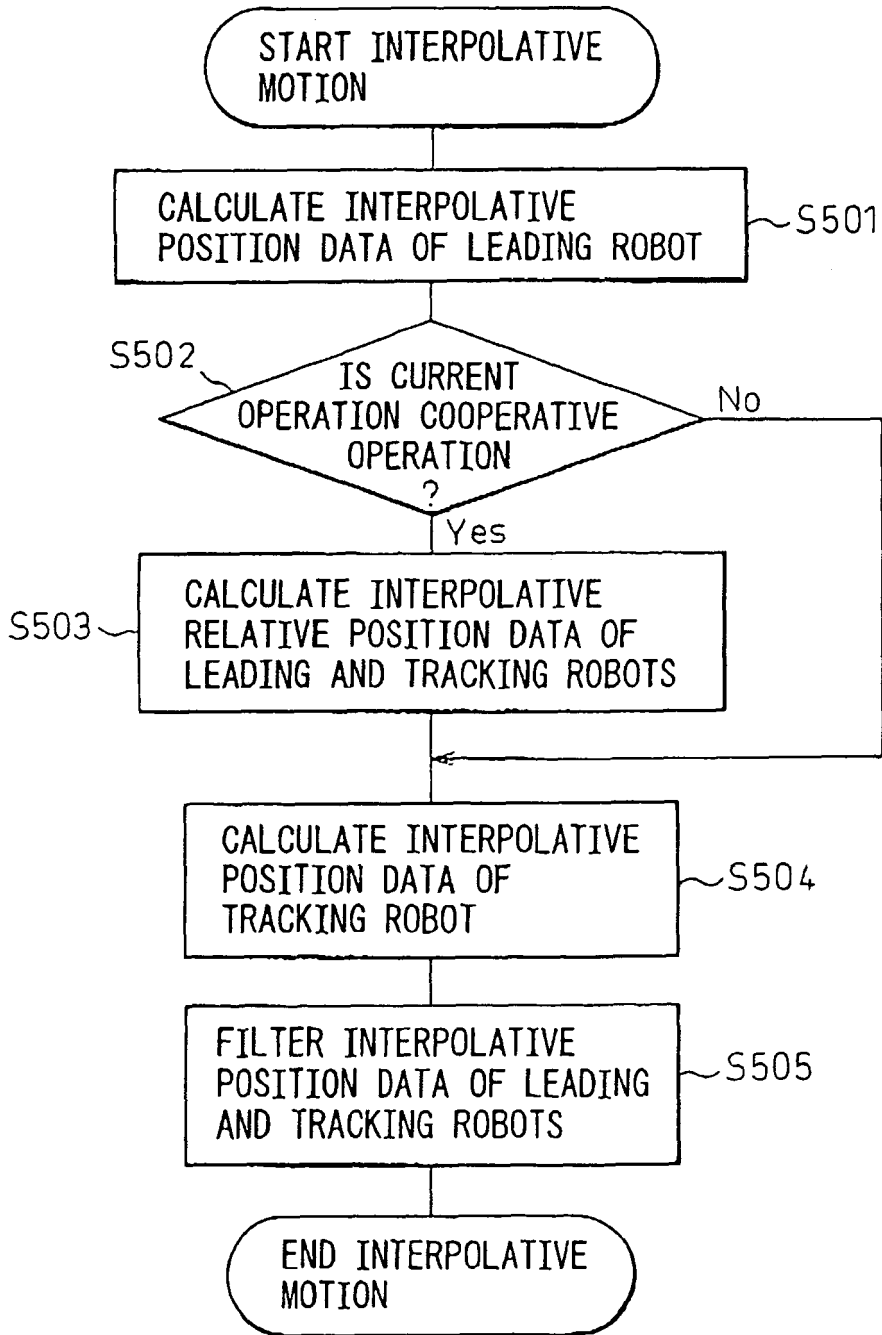 START INTERPOLATIVE
MOTION
CALCULATE INTERPOLATIVE
POSITION DATA OF LEADING ROBOT
S501
S502
IS CURRENT
OPERATION COOPERATIVE
OPERATION
?
No
Yes
S503
CALCULATE INTERPOLATIVE
RELATIVE POSITION DATA OF
LEADING AND TRACKING ROBOTS
CALCULATE INTERPOLATIVE
POSITION DATA OF
TRACKING ROBOT
S504
FILTER INTERPOLATIVE
POSITION DATA OF LEADING
AND TRACKING ROBOTS
S505
END INTERPOLATIVE
MOTION